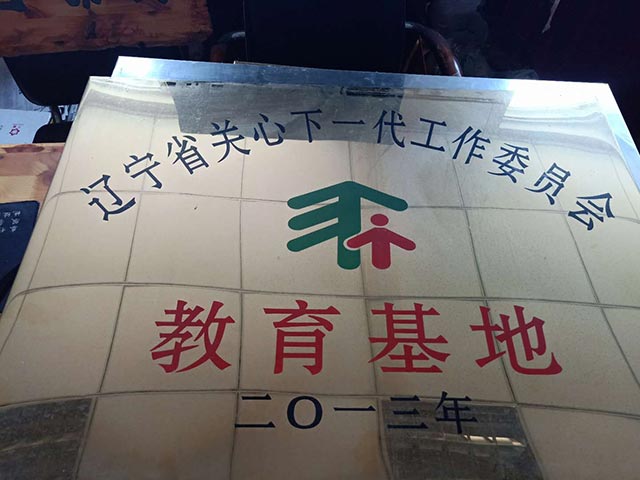 辽宁省关心下一代工作委员会
教育基地
二〇一三年